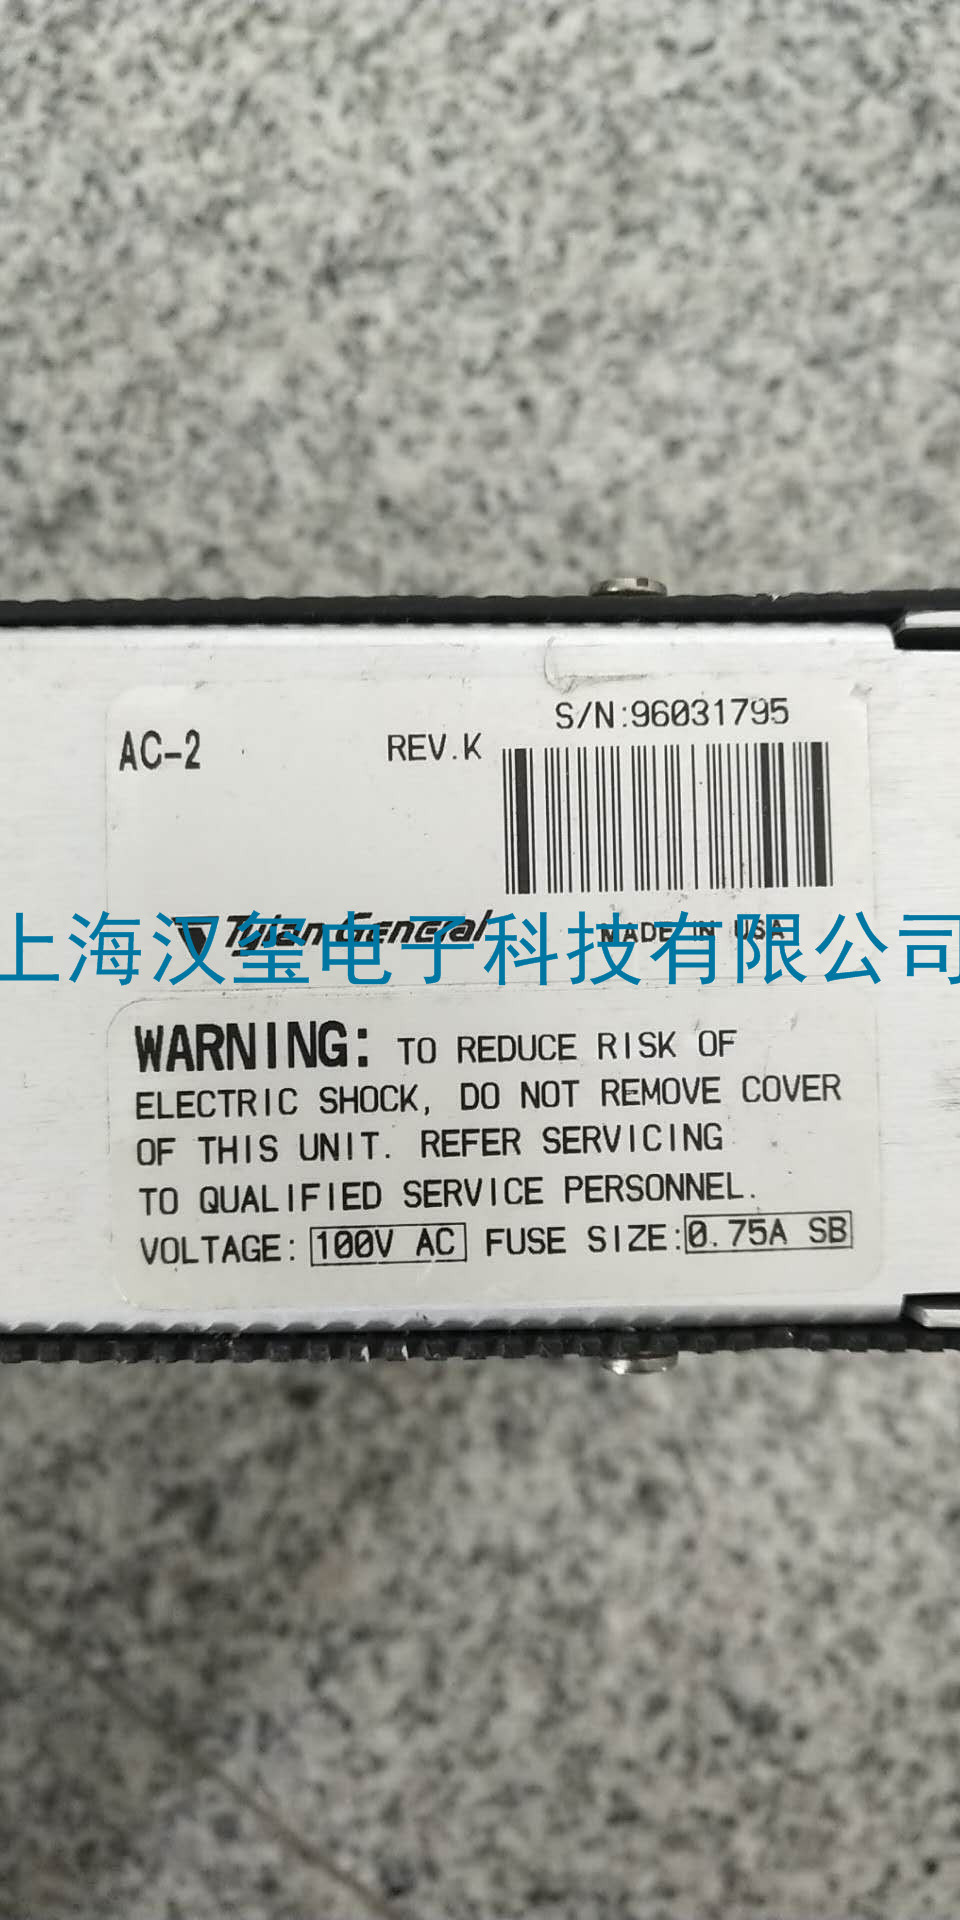 S/N:96031795
AC-2 REV.K
Tylan General MADE IN USA
上海汉玺电子科技有限公司
WARNING: TO REDUCE RISK OF
ELECTRIC SHOCK, DO NOT REMOVE COVER
OF THIS UNIT. REFER SERVICING
TO QUALIFIED SERVICE PERSONNEL.
VOLTAGE: 100V AC FUSE SIZE: 0.75A SB